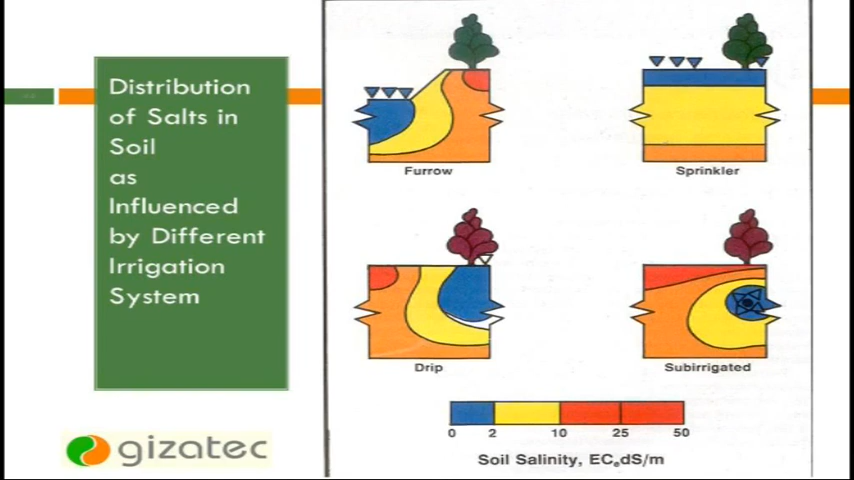 Distribution
of Salts in
Soil
as
Influenced
by Different
Irrigation
System
gizatec
Furrow
Sprinkler
Drip
Subirrigated
0 2 10 25 50
Soil Salinity, ECedS/m